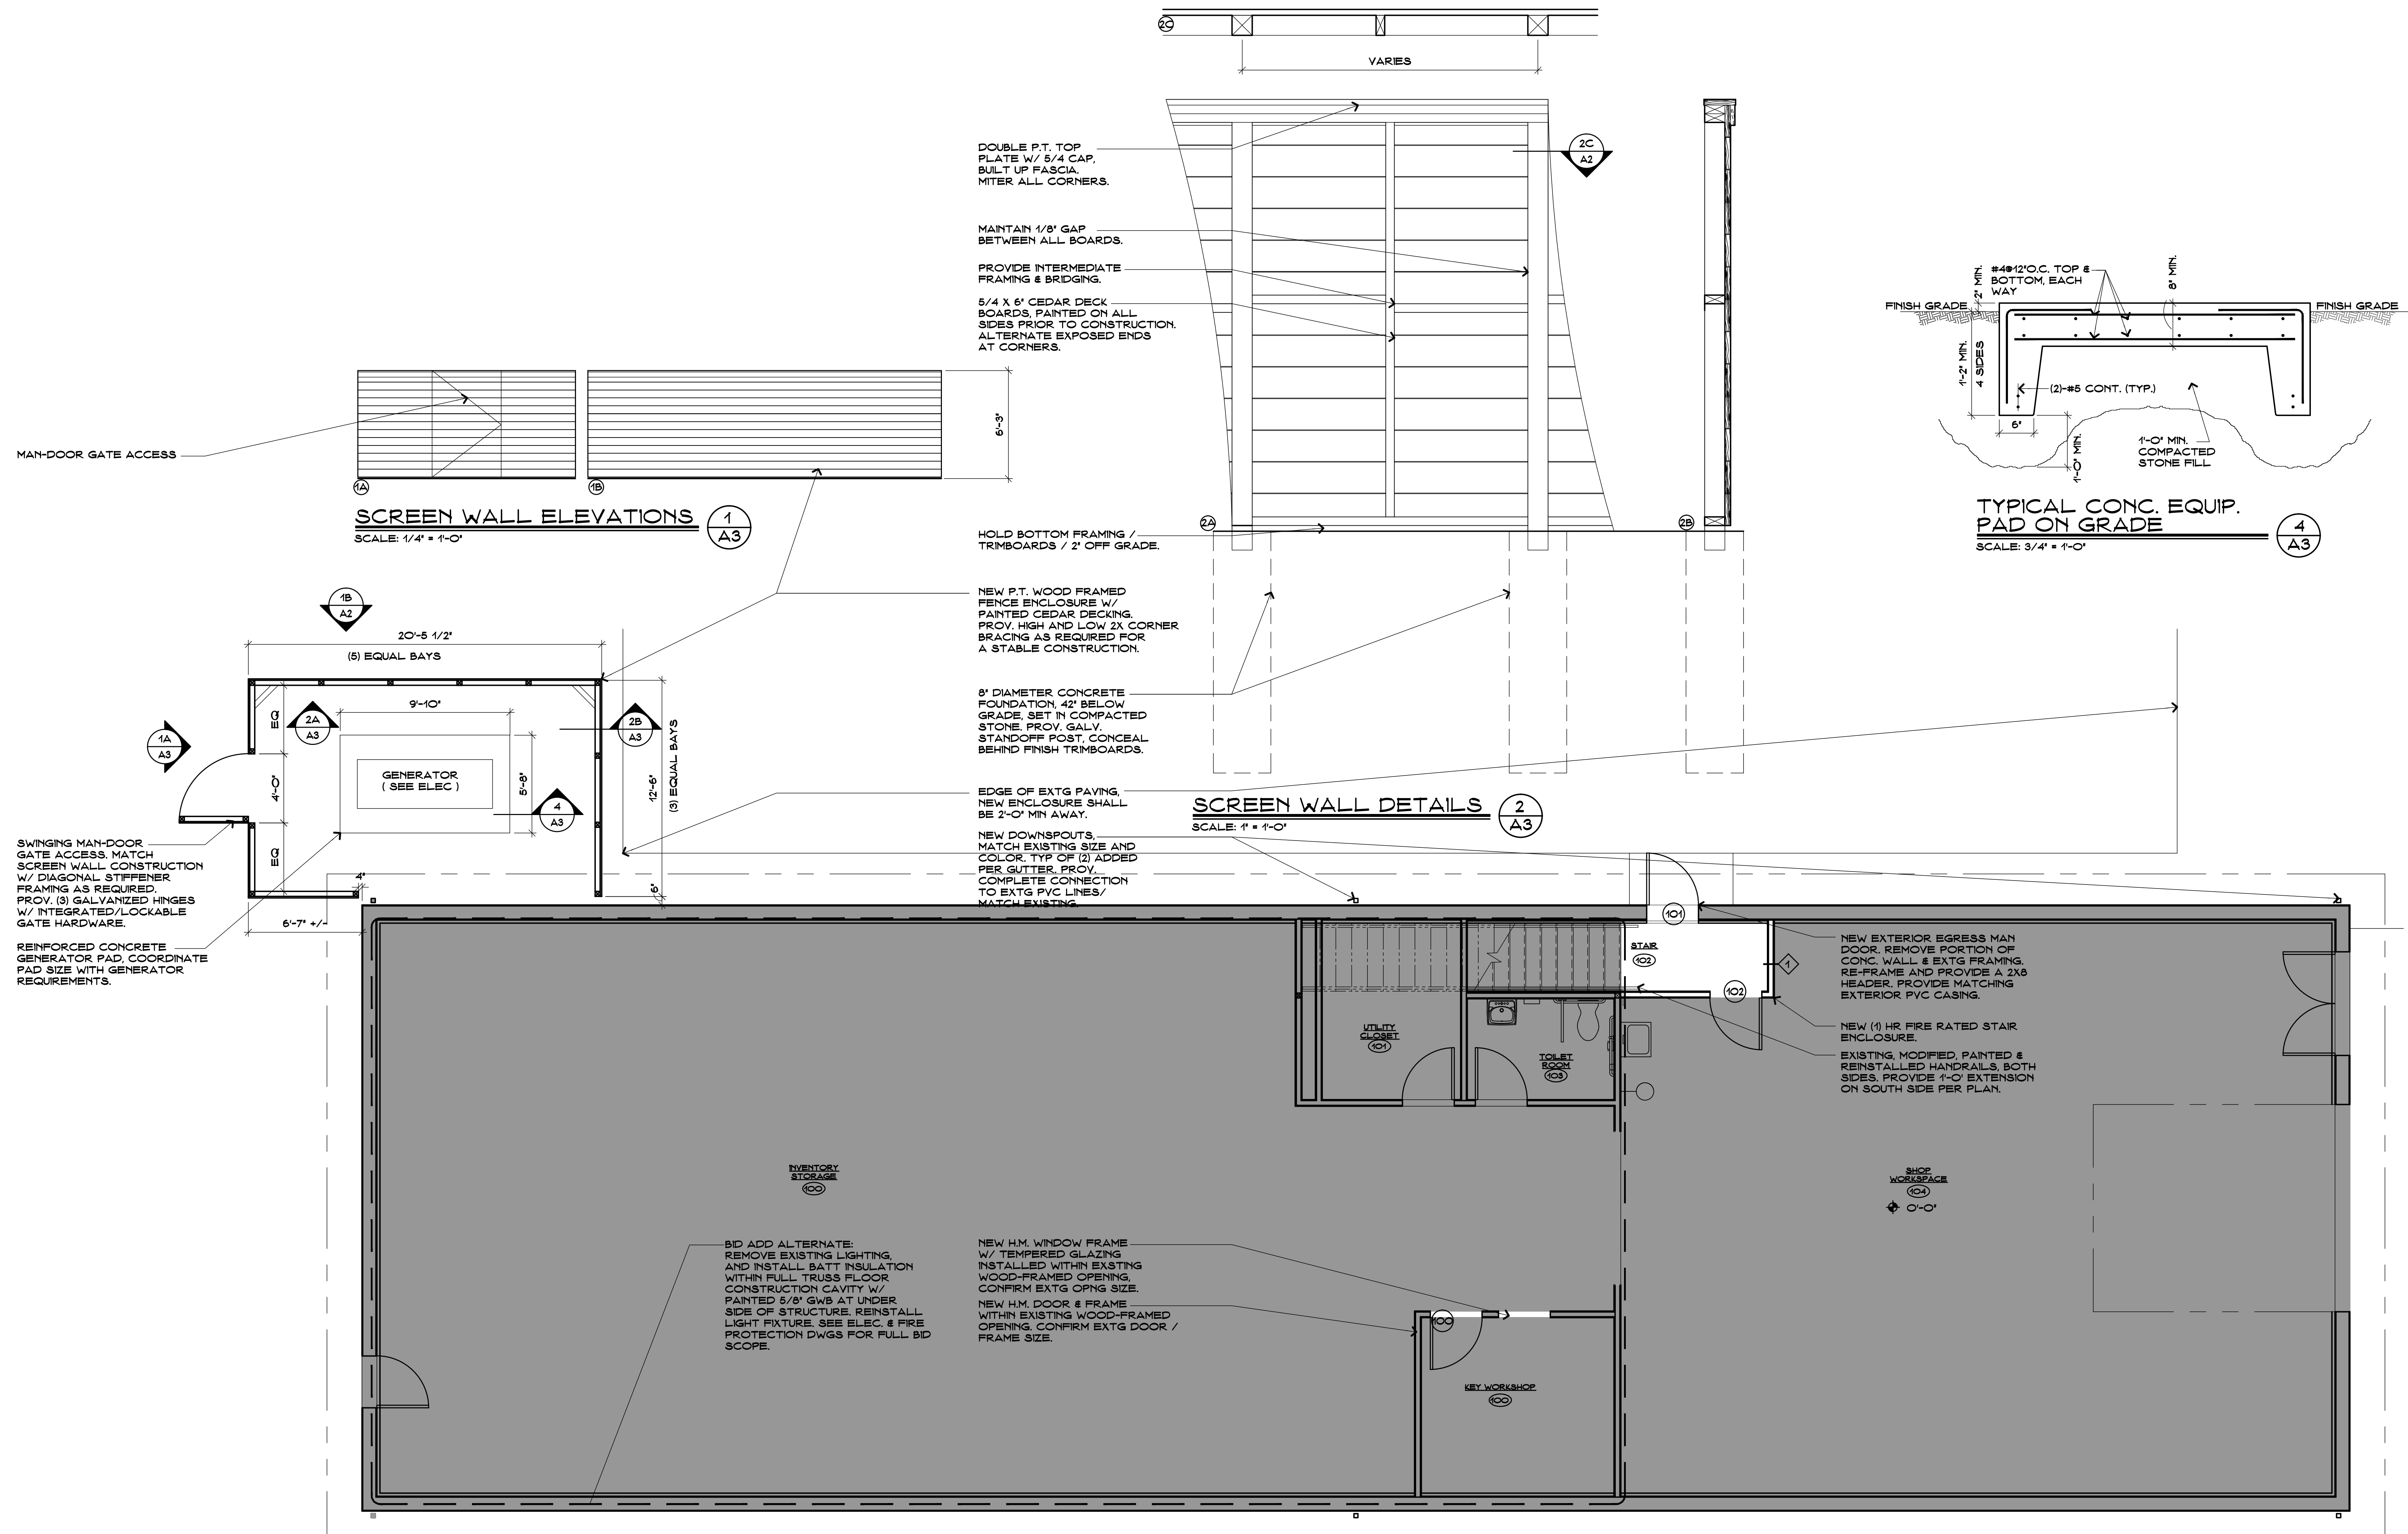 2C
VARIES
DOUBLE P.T. TOP
PLATE W/ 5/4 CAP,
BUILT UP FASCIA.
MITER ALL CORNERS.
2C
A2
MAINTAIN 1/8" GAP
BETWEEN ALL BOARDS.
PROVIDE INTERMEDIATE
FRAMING & BRIDGING.
5/4 X 6" CEDAR DECK
BOARDS, PAINTED ON ALL
SIDES PRIOR TO CONSTRUCTION.
ALTERNATE EXPOSED ENDS
AT CORNERS.
HOLD BOTTOM FRAMING /
TRIMBOARDS / 2" OFF GRADE.
2A
2B
NEW P.T. WOOD FRAMED
FENCE ENCLOSURE W/
PAINTED CEDAR DECKING.
PROV. HIGH AND LOW 2X CORNER
BRACING AS REQUIRED FOR
A STABLE CONSTRUCTION.
8" DIAMETER CONCRETE
FOUNDATION, 42" BELOW
GRADE, SET IN COMPACTED
STONE. PROV. GALV.
STANDOFF POST, CONCEAL
BEHIND FINISH TRIMBOARDS.
EDGE OF EXTG PAVING,
NEW ENCLOSURE SHALL
BE 2'-0" MIN AWAY.
SCREEN WALL DETAILS
SCALE: 1" = 1'-0"
2
A3
NEW DOWNSPOUTS,
MATCH EXISTING SIZE AND
COLOR. TYP OF (2) ADDED
PER GUTTER. PROV.
COMPLETE CONNECTION
TO EXTG PVC LINES/
MATCH EXISTING.
#4@12"O.C. TOP &
BOTTOM, EACH
WAY
2" MIN.
8" MIN.
FINISH GRADE
FINISH GRADE
1'-2" MIN.
4 SIDES
(2)-#5 CONT. (TYP.)
6"
1'-0" MIN.
1'-0" MIN.
COMPACTED
STONE FILL
TYPICAL CONC. EQUIP.
PAD ON GRADE
SCALE: 3/4" = 1'-0"
4
A3
MAN-DOOR GATE ACCESS
6'-3"
1A
1B
SCREEN WALL ELEVATIONS
SCALE: 1/4" = 1'-0"
1
A3
1B
A2
20'-5 1/2"
(5) EQUAL BAYS
EQ
2A
A3
9'-10"
2B
A3
1A
A3
4'-0"
GENERATOR
( SEE ELEC )
5'-8"
4
A3
12'-6"
(3) EQUAL BAYS
EQ
4"
6"
6'-7" +/-
SWINGING MAN-DOOR
GATE ACCESS. MATCH
SCREEN WALL CONSTRUCTION
W/ DIAGONAL STIFFENER
FRAMING AS REQUIRED.
PROV. (3) GALVANIZED HINGES
W/ INTEGRATED/LOCKABLE
GATE HARDWARE.
REINFORCED CONCRETE
GENERATOR PAD, COORDINATE
PAD SIZE WITH GENERATOR
REQUIREMENTS.
101
STAIR
102
1
102
NEW EXTERIOR EGRESS MAN
DOOR. REMOVE PORTION OF
CONC. WALL & EXTG FRAMING.
RE-FRAME AND PROVIDE A 2X8
HEADER. PROVIDE MATCHING
EXTERIOR PVC CASING.
NEW (1) HR FIRE RATED STAIR
ENCLOSURE.
EXISTING, MODIFIED, PAINTED &
REINSTALLED HANDRAILS, BOTH
SIDES. PROVIDE 1'-0' EXTENSION
ON SOUTH SIDE PER PLAN.
UTILITY
CLOSET
101
TOILET
ROOM
103
INVENTORY
STORAGE
100
SHOP
WORKSPACE
104
0'-0"
BID ADD ALTERNATE:
REMOVE EXISTING LIGHTING,
AND INSTALL BATT INSULATION
WITHIN FULL TRUSS FLOOR
CONSTRUCTION CAVITY W/
PAINTED 5/8" GWB AT UNDER
SIDE OF STRUCTURE. REINSTALL
LIGHT FIXTURE. SEE ELEC. & FIRE
PROTECTION DWGS FOR FULL BID
SCOPE.
NEW H.M. WINDOW FRAME
W/ TEMPERED GLAZING
INSTALLED WITHIN EXSTING
WOOD-FRAMED OPENING,
CONFIRM EXTG OPNG SIZE.
NEW H.M. DOOR & FRAME
WITHIN EXISTING WOOD-FRAMED
OPENING. CONFIRM EXTG DOOR /
FRAME SIZE.
100
KEY WORKSHOP
100